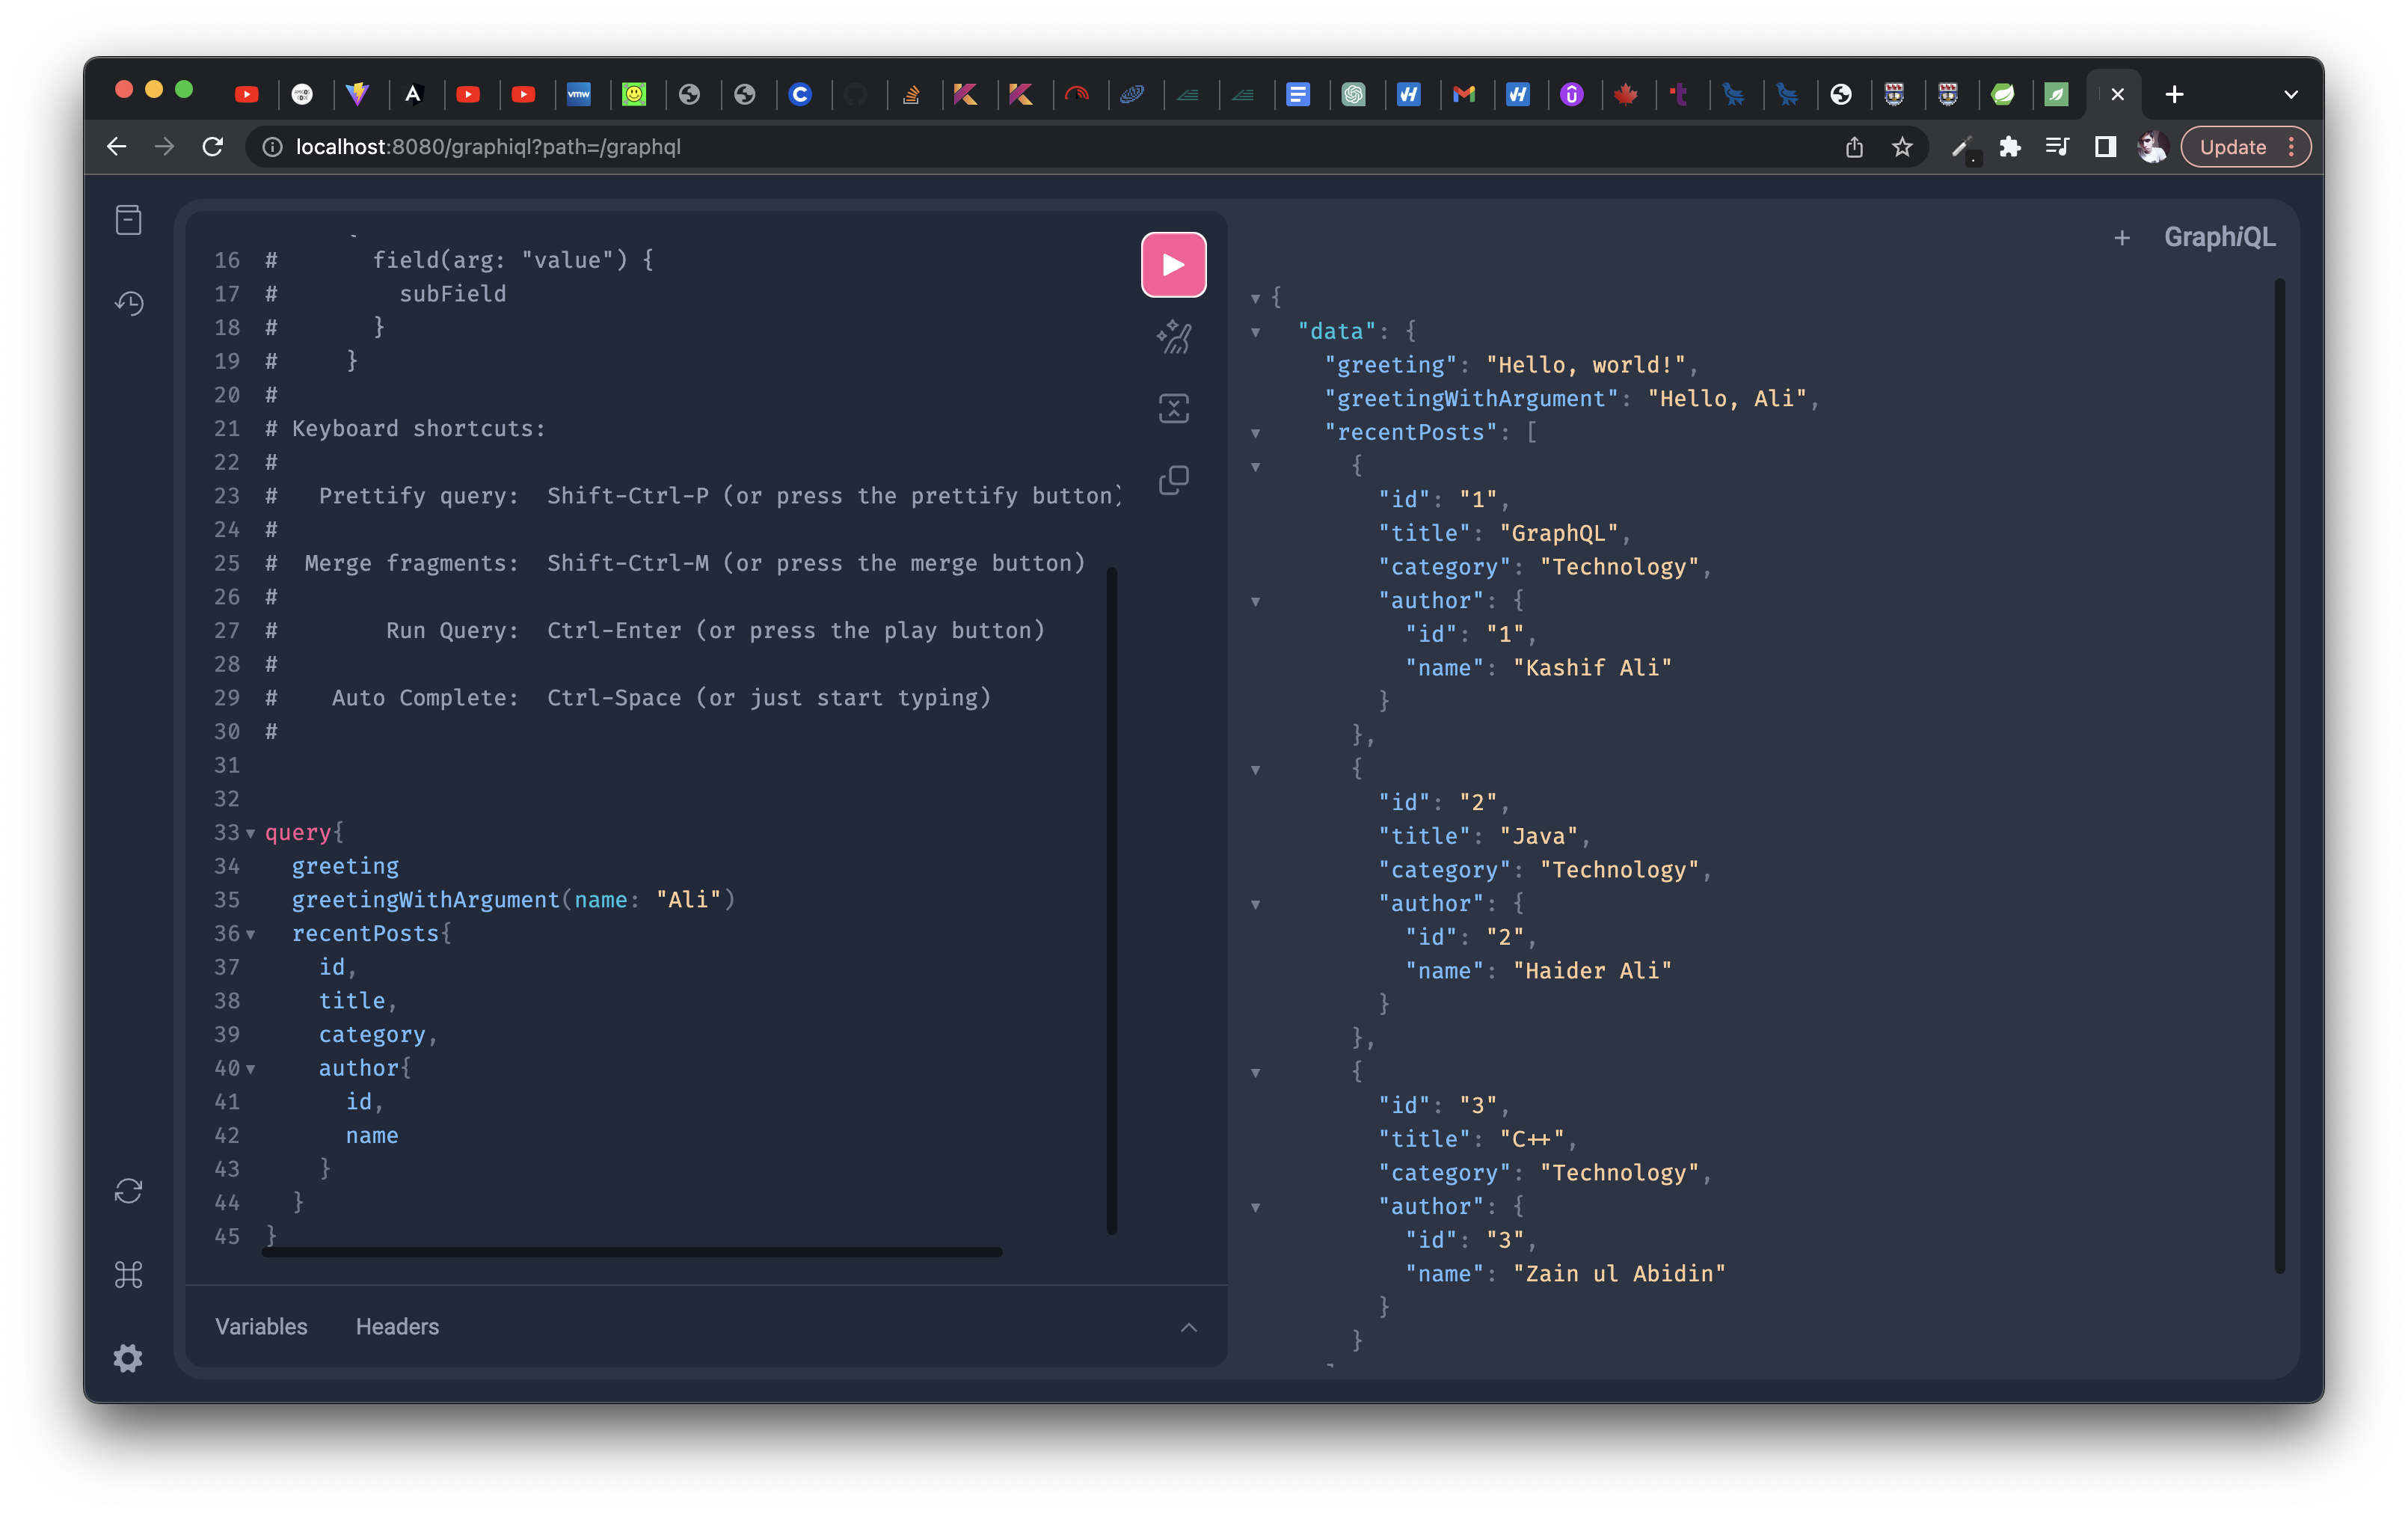 vmw
localhost:8080/graphiql?path=/graphql
Update
GraphiQL
16 #       field(arg: "value") {
17 #         subField
18 #       }
19 #     }
20 #
21 # Keyboard shortcuts:
22 #
23 #   Prettify query:  Shift-Ctrl-P (or press the prettify button)
24 #
25 #  Merge fragments:  Shift-Ctrl-M (or press the merge button)
26 #
27 #        Run Query:  Ctrl-Enter (or press the play button)
28 #
29 #    Auto Complete:  Ctrl-Space (or just start typing)
30 #
31
32
33 query{
34   greeting
35   greetingWithArgument(name: "Ali")
36   recentPosts{
37     id,
38     title,
39     category,
40     author{
41       id,
42       name
43     }
44   }
45 }
Variables Headers
{
  "data": {
    "greeting": "Hello, world!",
    "greetingWithArgument": "Hello, Ali",
    "recentPosts": [
      {
        "id": "1",
        "title": "GraphQL",
        "category": "Technology",
        "author": {
          "id": "1",
          "name": "Kashif Ali"
        }
      },
      {
        "id": "2",
        "title": "Java",
        "category": "Technology",
        "author": {
          "id": "2",
          "name": "Haider Ali"
        }
      },
      {
        "id": "3",
        "title": "C++",
        "category": "Technology",
        "author": {
          "id": "3",
          "name": "Zain ul Abidin"
        }
      }